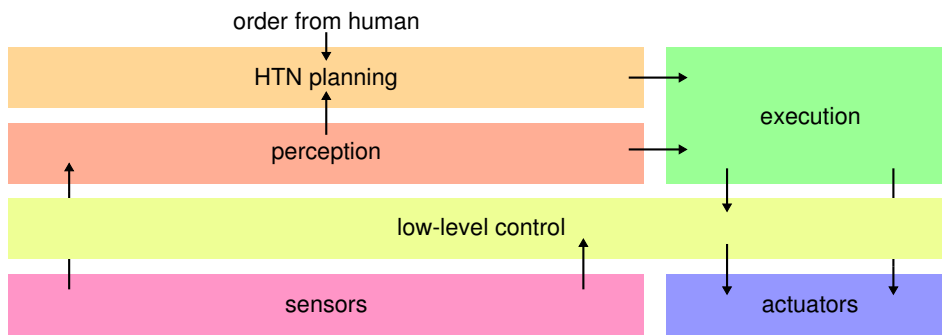 order from human
HTN planning
execution
perception
low-level control
sensors
actuators